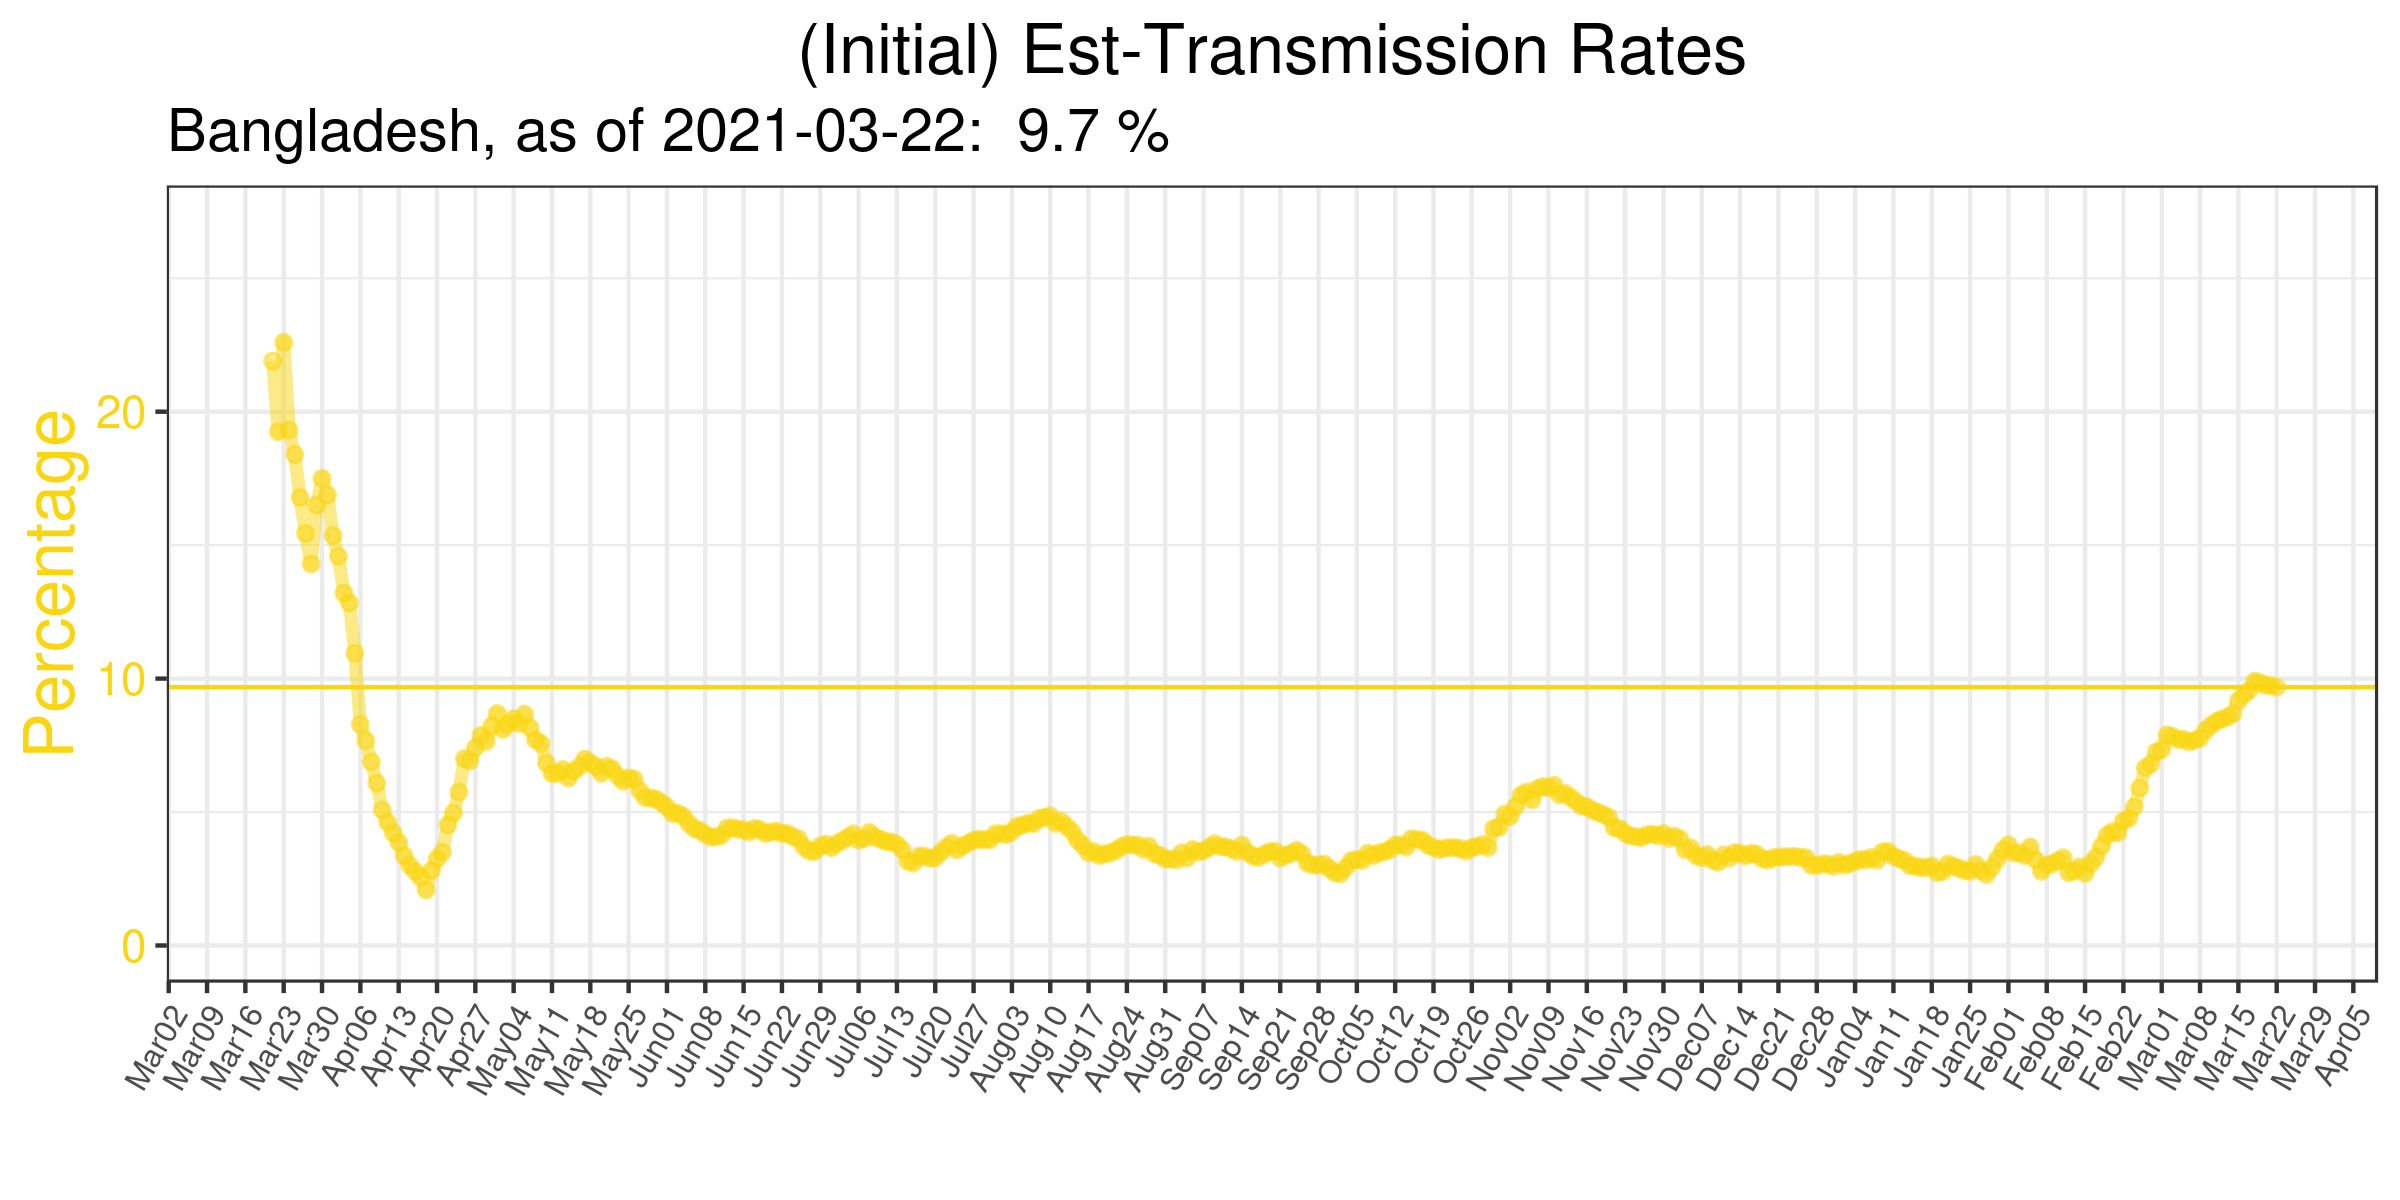 (Initial) Est-Transmission Rates
Bangladesh, as of 2021-03-22:  9.7 %
Percentage
20
10
0
Mar02
Mar09
Mar16
Mar23
Mar30
Apr06
Apr13
Apr20
Apr27
May04
May11
May18
May25
Jun01
Jun08
Jun15
Jun22
Jun29
Jul06
Jul13
Jul20
Jul27
Aug03
Aug10
Aug17
Aug24
Aug31
Sep07
Sep14
Sep21
Sep28
Oct05
Oct12
Oct19
Oct26
Nov02
Nov09
Nov16
Nov23
Nov30
Dec07
Dec14
Dec21
Dec28
Jan04
Jan11
Jan18
Jan25
Feb01
Feb08
Feb15
Feb22
Mar01
Mar08
Mar15
Mar22
Mar29
Apr05